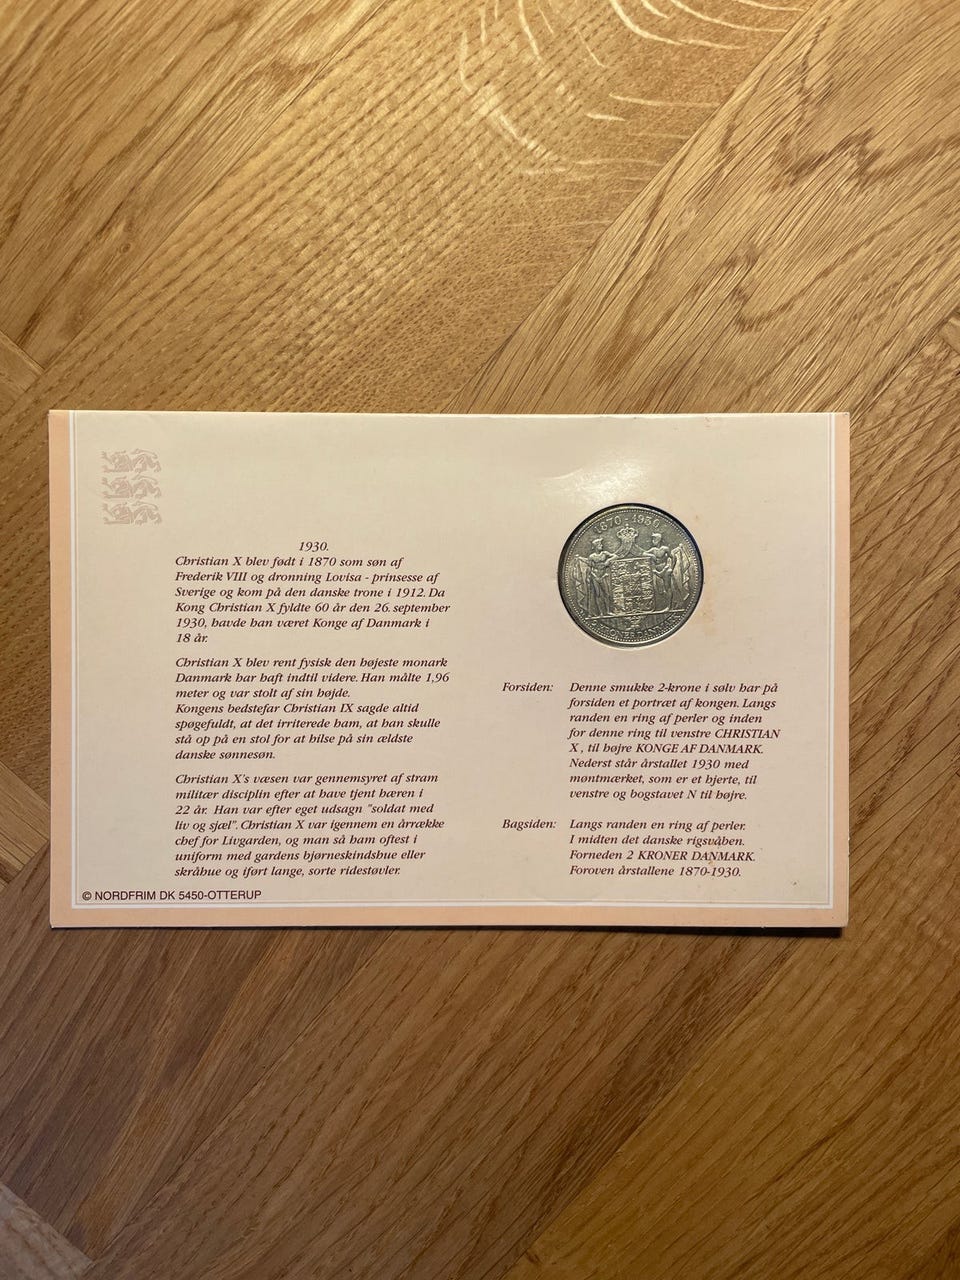 1930.
Christian X blev født i 1870 som søn af
Frederik VIII og dronning Lovisa - prinsesse af
Sverige og kom på den danske trone i 1912. Da
Kong Christian X fyldte 60 år den 26. september
1930, havde han været Konge af Danmark i
18 år.
Christian X blev rent fysisk den højeste monark
Danmark har haft indtil videre. Han målte 1,96
meter og var stolt af sin højde.
Kongens bedstefar Christian IX sagde altid
spøgefuldt, at det irriterede ham, at han skulle
stå op på en stol for at hilse på sin ældste
danske sønnesøn.
Christian X's væsen var gennemsyret af stram
militær disciplin efter at have tjent hæren i
22 år. Han var efter eget udsagn "soldat med
liv og sjæl". Christian X var igennem en årrække
chef for Livgarden, og man så ham oftest i
uniform med gardens bjørneskindshue eller
skråhue og iført lange, sorte ridestøvler.
© NORDFRIM DK 5450-OTTERUP
1870-1930
2 KRONER DANMARK
Forsiden: Denne smukke 2-krone i sølv har på
forsiden et portræt af kongen. Langs
randen en ring af perler og inden
for denne ring til venstre CHRISTIAN
X , til højre KONGE AF DANMARK.
Nederst står årstallet 1930 med
møntmærket, som er et hjerte, til
venstre og bogstavet N til højre.
Bagsiden: Langs randen en ring af perler.
I midten det danske rigsvåben.
Forneden 2 KRONER DANMARK.
Foroven årstallene 1870-1930.